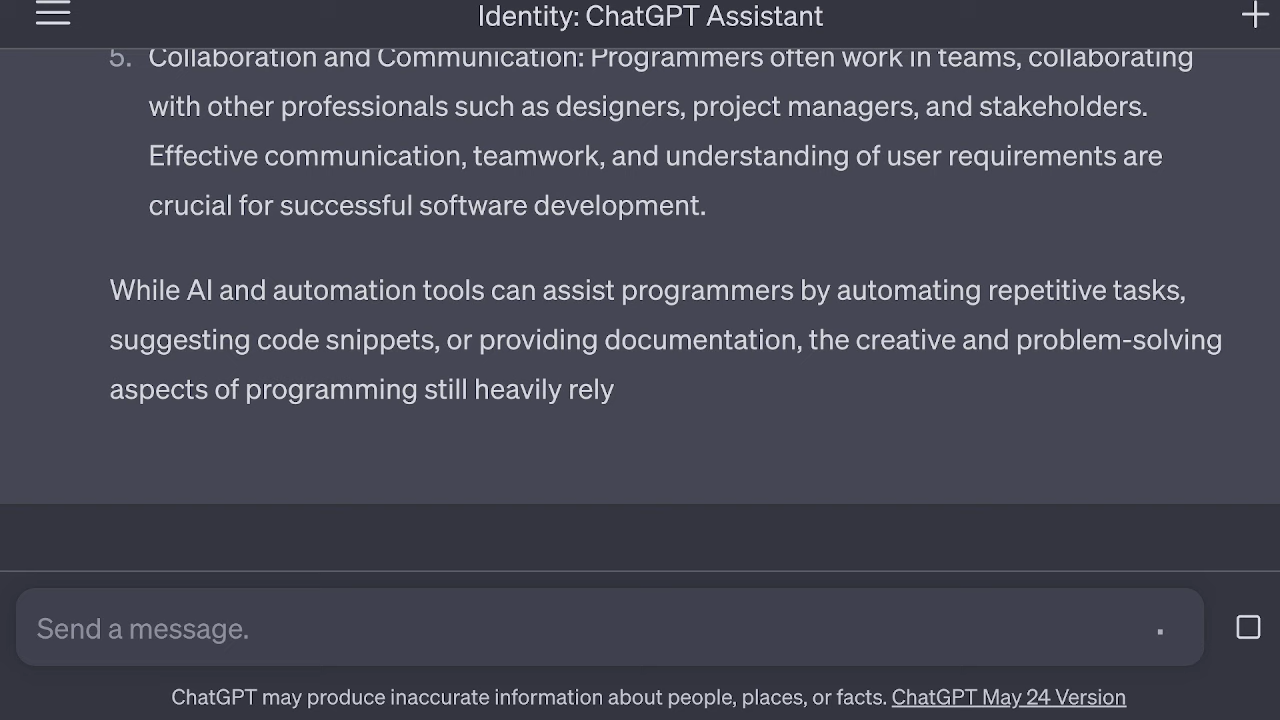 Identity: ChatGPT Assistant
5. Collaboration and Communication: Programmers often work in teams, collaborating
with other professionals such as designers, project managers, and stakeholders.
Effective communication, teamwork, and understanding of user requirements are
crucial for successful software development.
While AI and automation tools can assist programmers by automating repetitive tasks,
suggesting code snippets, or providing documentation, the creative and problem-solving
aspects of programming still heavily rely
Send a message.
ChatGPT may produce inaccurate information about people, places, or facts. ChatGPT May 24 Version